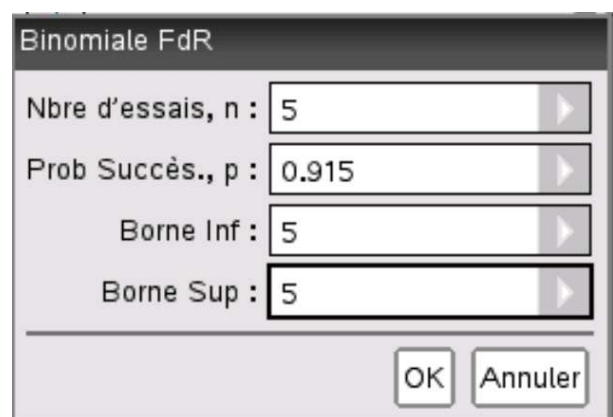 Binomiale FdR
Nbre d'essais, n : 5
Prob Succès., p : 0.915
Borne Inf : 5
Borne Sup : 5
OK Annuler